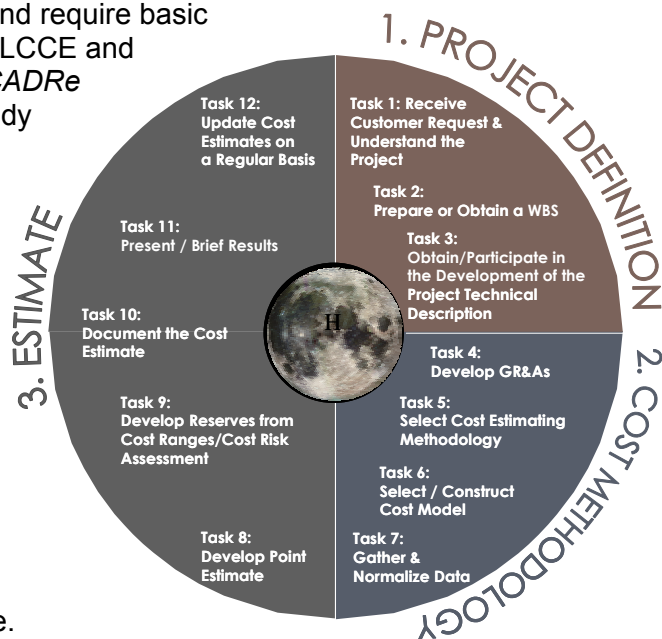 nd require basic
LCCE and
CADRe
dy
e.
1. PROJECT DEFINITION
Task 1: Receive
Customer Request &
Understand the
Project
Task 2:
Prepare or Obtain a WBS
Task 3:
Obtain/Participate in
the Development of the
Project Technical
Description
2. COST METHODOLOGY
Task 4:
Develop GR&As
Task 5:
Select Cost Estimating
Methodology
Task 6:
Select / Construct
Cost Model
Task 7:
Gather &
Normalize Data
3. ESTIMATE
Task 8:
Develop Point
Estimate
Task 9:
Develop Reserves from
Cost Ranges/Cost Risk
Assessment
Task 10:
Document the Cost
Estimate
Task 11:
Present / Brief Results
Task 12:
Update Cost
Estimates on
a Regular Basis
H